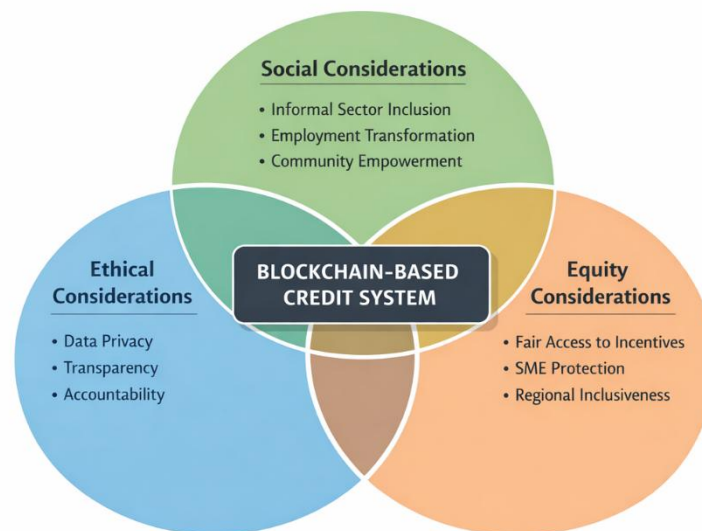 Social Considerations
• Informal Sector Inclusion
• Employment Transformation
• Community Empowerment
Ethical
Considerations
• Data Privacy
• Transparency
• Accountability
BLOCKCHAIN-BASED
CREDIT SYSTEM
Equity
Considerations
• Fair Access to Incentives
• SME Protection
• Regional Inclusiveness